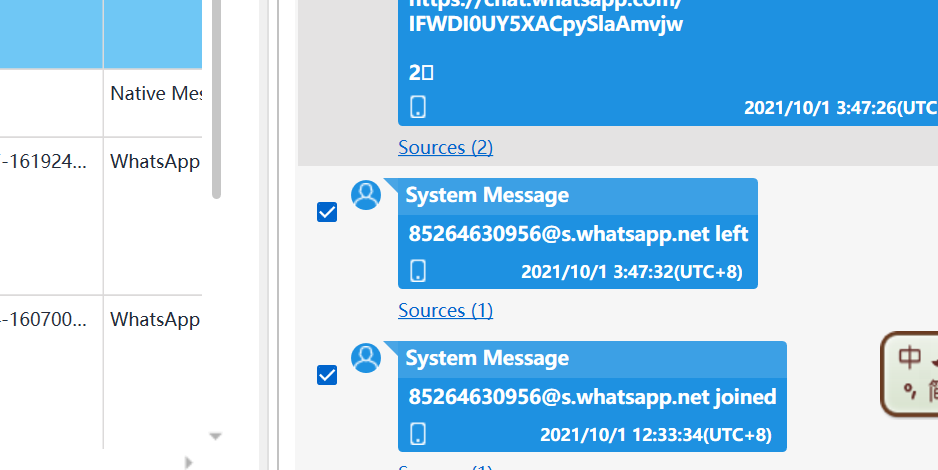 https://chat.whatsapp.com/
IFWDI0UY5XACpySlaAmvjw
2
2021/10/1 3:47:26(UTC
Sources (2)
Native Mes
-161924...
WhatsApp
System Message
85264630956@s.whatsapp.net left
2021/10/1 3:47:32(UTC+8)
Sources (1)
-160700...
WhatsApp
System Message
85264630956@s.whatsapp.net joined
2021/10/1 12:33:34(UTC+8)
Sources (1)
中
°,